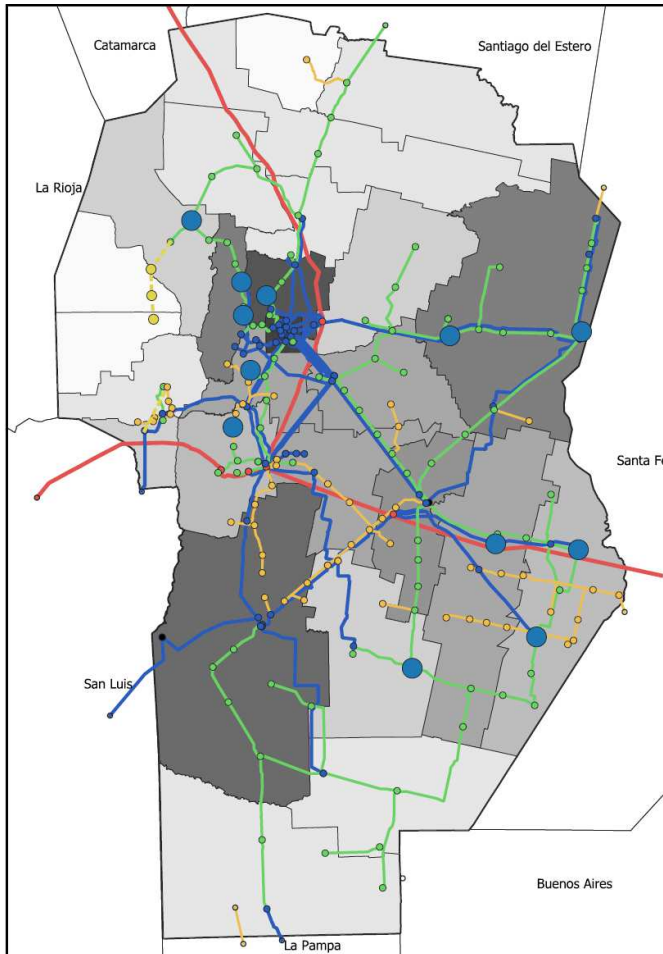 Catamarca
Santiago del Estero
La Rioja
Santa Fe
San Luis
Buenos Aires
La Pampa